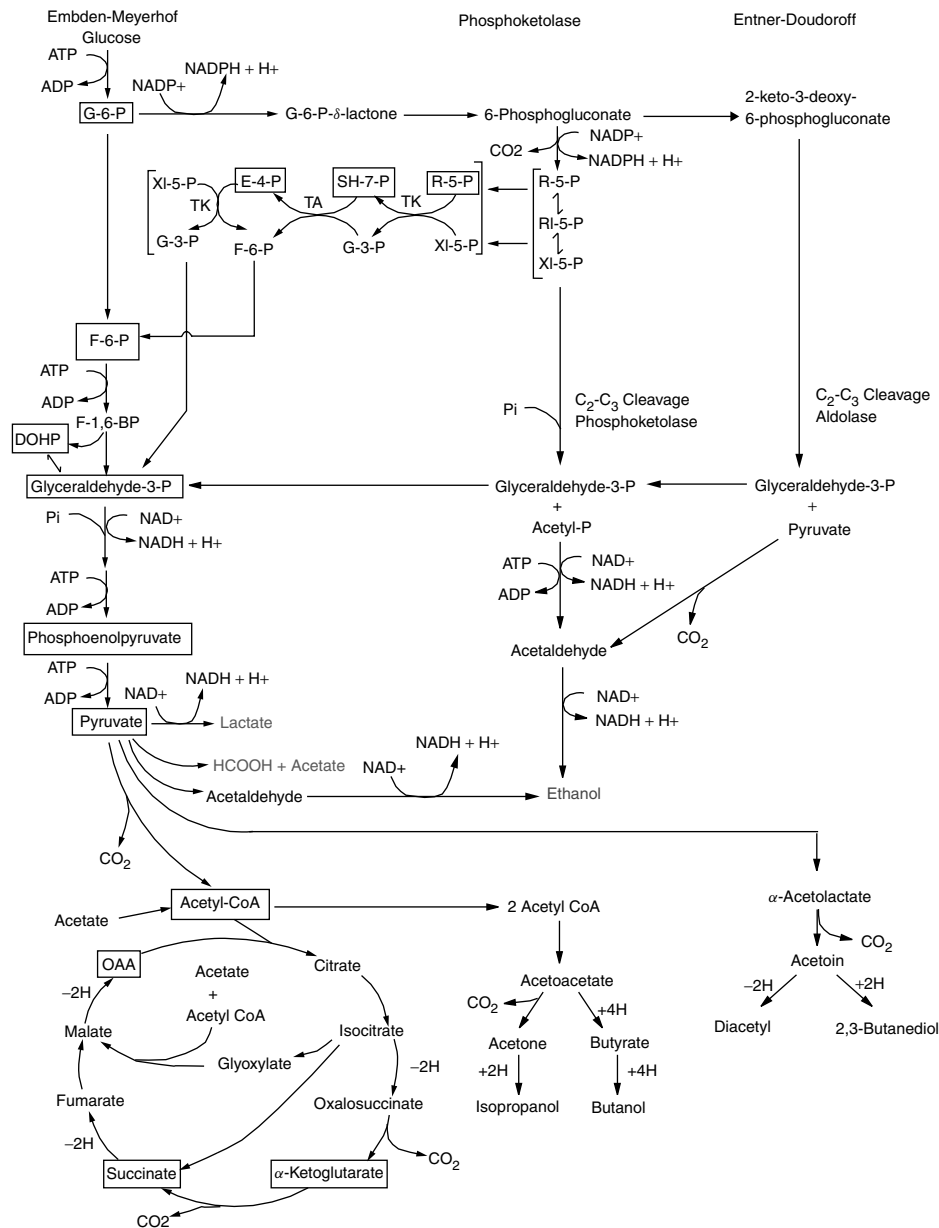 Embden-Meyerhof
Phosphoketolase
Entner-Doudoroff
Glucose
ATP
ADP
NADP+
NADPH + H+
G-6-P
G-6-P-δ-lactone
6-Phosphogluconate
2-keto-3-deoxy-
6-phosphogluconate
CO2
NADP+
NADPH + H+
Xl-5-P
E-4-P
SH-7-P
R-5-P
R-5-P
TK
TA
TK
Rl-5-P
G-3-P
F-6-P
G-3-P
Xl-5-P
Xl-5-P
F-6-P
ATP
ADP
F-1,6-BP
DOHP
Pi
C2-C3 Cleavage
Phosphoketolase
C2-C3 Cleavage
Aldolase
Glyceraldehyde-3-P
Glyceraldehyde-3-P
+
Acetyl-P
Glyceraldehyde-3-P
+
Pyruvate
Pi
NAD+
NADH + H+
ATP
ADP
NAD+
NADH + H+
ATP
ADP
CO2
Phosphoenolpyruvate
Acetaldehyde
ATP
ADP
NAD+
NADH + H+
NAD+
NADH + H+
Pyruvate
Lactate
HCOOH + Acetate
NADH + H+
NAD+
Acetaldehyde
Ethanol
CO2
Acetyl-CoA
Acetate
2 Acetyl CoA
α-Acetolactate
CO2
OAA
Citrate
Acetoin
Acetate
+
Acetyl CoA
−2H
Acetoacetate
−2H
+2H
CO2
+4H
Malate
Isocitrate
Acetone
Butyrate
Diacetyl
2,3-Butanediol
Glyoxylate
−2H
+2H
+4H
Fumarate
Oxalosuccinate
Isopropanol
Butanol
−2H
CO2
Succinate
α-Ketoglutarate
CO2